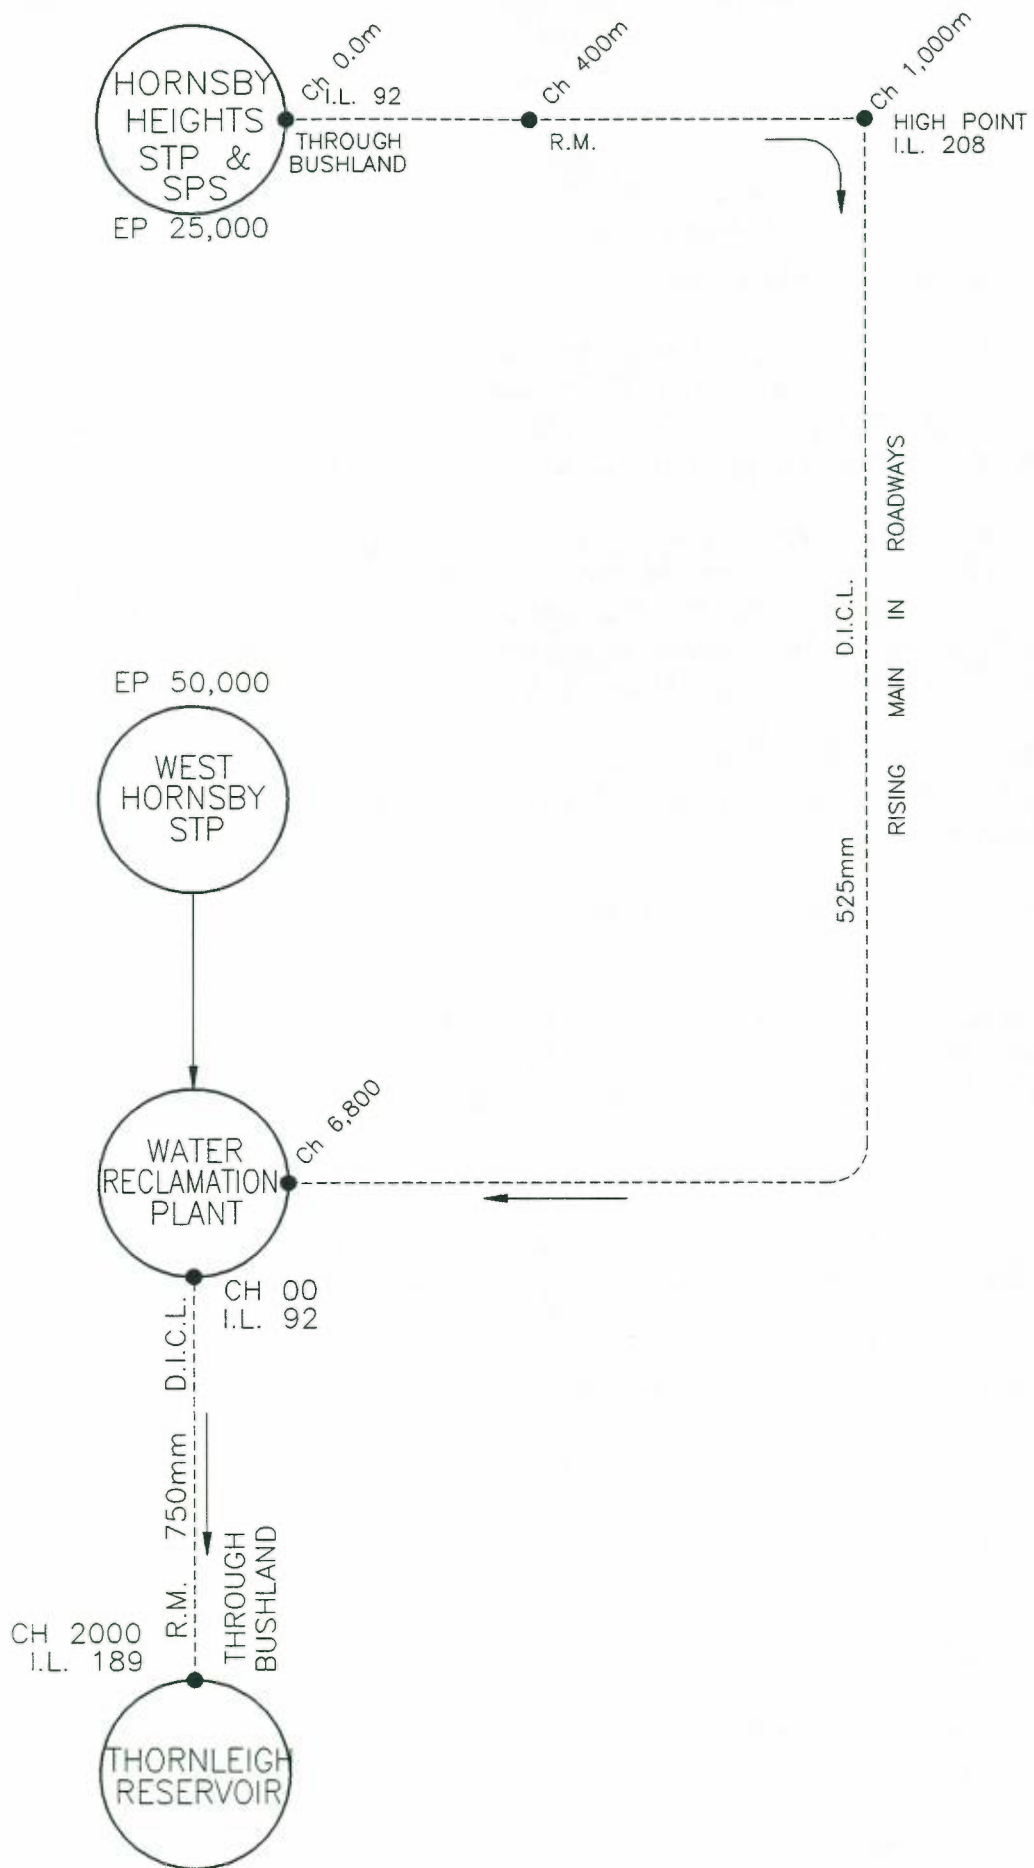 HORNSBY
HEIGHTS
STP &
SPS
EP 25,000
Ch 0.0m
I.L. 92
THROUGH
BUSHLAND
Ch 400m
R.M.
Ch 1,000m
HIGH POINT
I.L. 208
D.I.C.L.
525mm
RISING MAIN IN ROADWAYS
EP 50,000
WEST
HORNSBY
STP
Ch 6,800
WATER
RECLAMATION
PLANT
CH 00
I.L. 92
R.M. 750mm D.I.C.L.
THROUGH
BUSHLAND
CH 2000
I.L. 189
THORNLEIGH
RESERVOIR